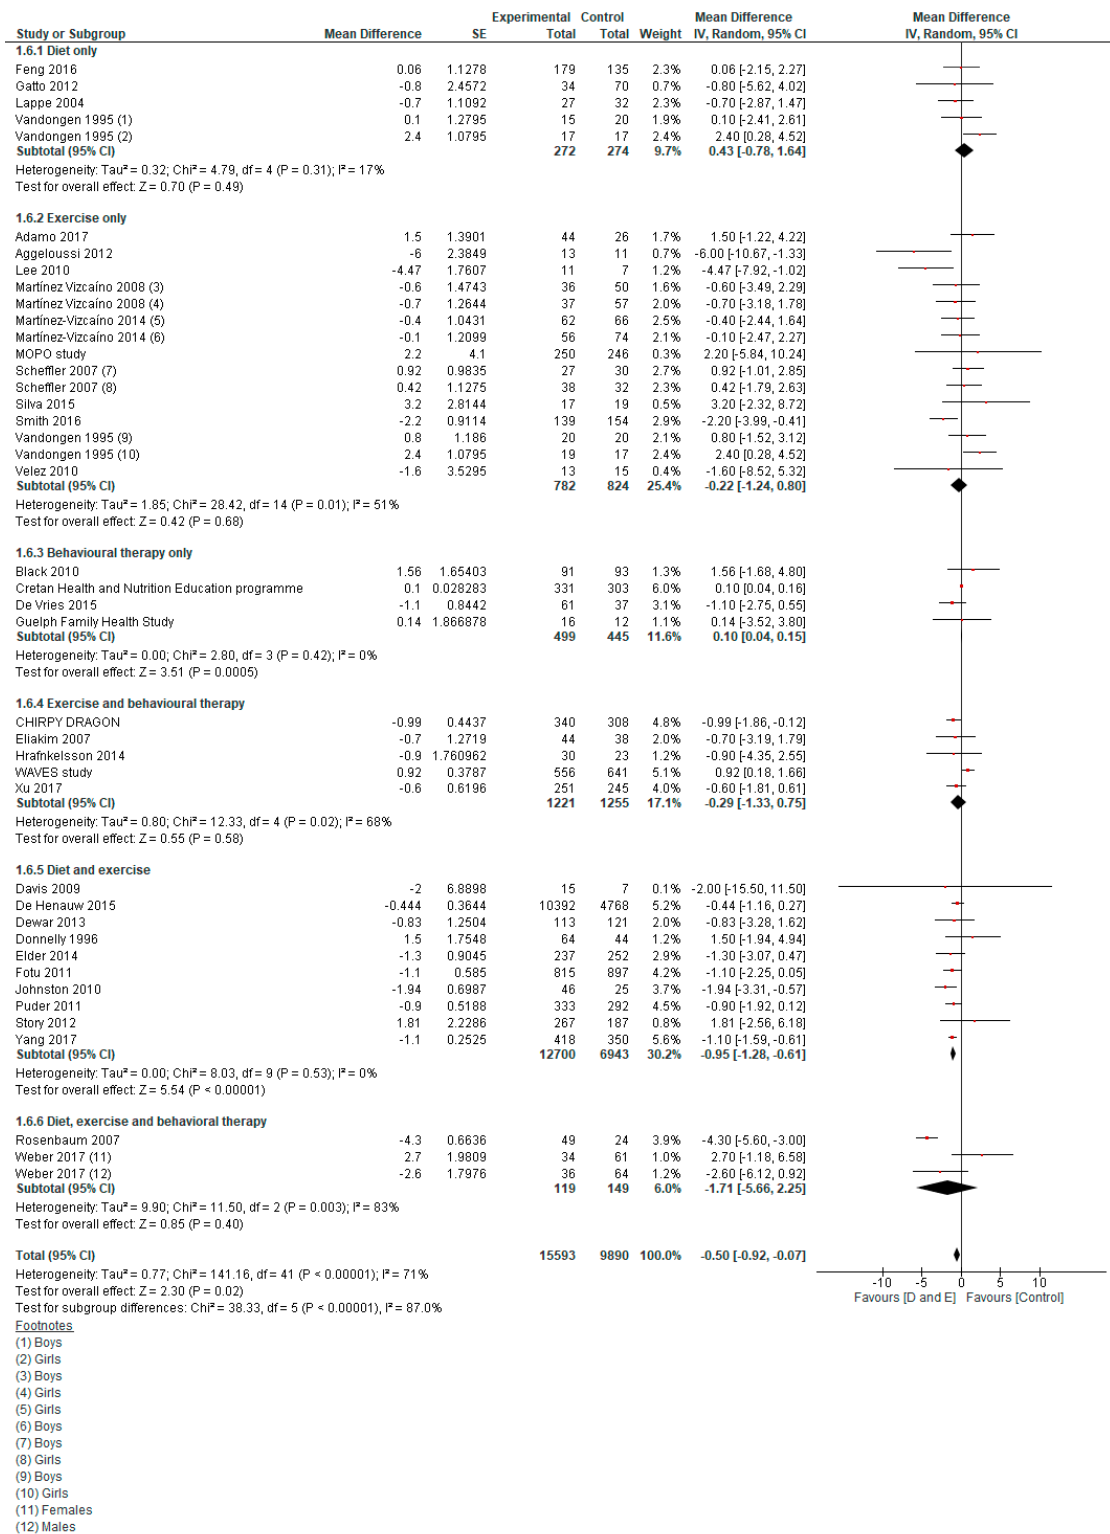 Experimental Control Mean Difference Mean Difference
Study or Subgroup Mean Difference SE Total Total Weight IV, Random, 95% CI IV, Random, 95% CI
1.6.1 Diet only
Feng 2016 0.06 1.1278 179 135 2.3% 0.06 [-2.15, 2.27]
Gatto 2012 -0.8 2.4572 34 70 0.7% -0.80 [-5.62, 4.02]
Lappe 2004 -0.7 1.1092 27 32 2.3% -0.70 [-2.87, 1.47]
Vandongen 1995 (1) 0.1 1.2795 15 20 1.9% 0.10 [-2.41, 2.61]
Vandongen 1995 (2) 2.4 1.0795 17 17 2.4% 2.40 [0.28, 4.52]
Subtotal (95% CI) 272 274 9.7% 0.43 [-0.78, 1.64]
Heterogeneity: Tau² = 0.32; Chi² = 4.79, df = 4 (P = 0.31); I² = 17%
Test for overall effect: Z = 0.70 (P = 0.49)
1.6.2 Exercise only
Adamo 2017 1.5 1.3901 44 26 1.7% 1.50 [-1.22, 4.22]
Aggeloussi 2012 -6 2.3849 13 11 0.7% -6.00 [-10.67, -1.33]
Lee 2010 -4.47 1.7607 11 7 1.2% -4.47 [-7.92, -1.02]
Martínez Vizcaíno 2008 (3) -0.6 1.4743 36 50 1.6% -0.60 [-3.49, 2.29]
Martínez Vizcaíno 2008 (4) -0.7 1.2644 37 57 2.0% -0.70 [-3.18, 1.78]
Martínez-Vizcaíno 2014 (5) -0.4 1.0431 62 66 2.5% -0.40 [-2.44, 1.64]
Martínez-Vizcaíno 2014 (6) -0.1 1.2099 56 74 2.1% -0.10 [-2.47, 2.27]
MOPO study 2.2 4.1 250 246 0.3% 2.20 [-5.84, 10.24]
Scheffler 2007 (7) 0.92 0.9835 27 30 2.7% 0.92 [-1.01, 2.85]
Scheffler 2007 (8) 0.42 1.1275 38 32 2.3% 0.42 [-1.79, 2.63]
Silva 2015 3.2 2.8144 17 19 0.5% 3.20 [-2.32, 8.72]
Smith 2016 -2.2 0.9114 139 154 2.9% -2.20 [-3.99, -0.41]
Vandongen 1995 (9) 0.8 1.186 20 20 2.1% 0.80 [-1.52, 3.12]
Vandongen 1995 (10) 2.4 1.0795 19 17 2.4% 2.40 [0.28, 4.52]
Velez 2010 -1.6 3.5295 13 15 0.4% -1.60 [-8.52, 5.32]
Subtotal (95% CI) 782 824 25.4% -0.22 [-1.24, 0.80]
Heterogeneity: Tau² = 1.85; Chi² = 28.42, df = 14 (P = 0.01); I² = 51%
Test for overall effect: Z = 0.42 (P = 0.68)
1.6.3 Behavioural therapy only
Black 2010 1.56 1.65403 91 93 1.3% 1.56 [-1.68, 4.80]
Cretan Health and Nutrition Education programme 0.1 0.028283 331 303 6.0% 0.10 [0.04, 0.16]
De Vries 2015 -1.1 0.8442 61 37 3.1% -1.10 [-2.75, 0.55]
Guelph Family Health Study 0.14 1.866878 16 12 1.1% 0.14 [-3.52, 3.80]
Subtotal (95% CI) 499 445 11.6% 0.10 [0.04, 0.15]
Heterogeneity: Tau² = 0.00; Chi² = 2.80, df = 3 (P = 0.42); I² = 0%
Test for overall effect: Z = 3.51 (P = 0.0005)
1.6.4 Exercise and behavioural therapy
CHIRPY DRAGON -0.99 0.4437 340 308 4.8% -0.99 [-1.86, -0.12]
Eliakim 2007 -0.7 1.2719 44 38 2.0% -0.70 [-3.19, 1.79]
Hrafnkelsson 2014 -0.9 1.760962 30 23 1.2% -0.90 [-4.35, 2.55]
WAVES study 0.92 0.3787 556 641 5.1% 0.92 [0.18, 1.66]
Xu 2017 -0.6 0.6196 251 245 4.0% -0.60 [-1.81, 0.61]
Subtotal (95% CI) 1221 1255 17.1% -0.29 [-1.33, 0.75]
Heterogeneity: Tau² = 0.80; Chi² = 12.33, df = 4 (P = 0.02); I² = 68%
Test for overall effect: Z = 0.55 (P = 0.58)
1.6.5 Diet and exercise
Davis 2009 -2 6.8898 15 7 0.1% -2.00 [-15.50, 11.50]
De Henauw 2015 -0.444 0.3644 10392 4768 5.2% -0.44 [-1.16, 0.27]
Dewar 2013 -0.83 1.2504 113 121 2.0% -0.83 [-3.28, 1.62]
Donnelly 1996 1.5 1.7548 64 44 1.2% 1.50 [-1.94, 4.94]
Elder 2014 -1.3 0.9045 237 252 2.9% -1.30 [-3.07, 0.47]
Fotu 2011 -1.1 0.585 815 897 4.2% -1.10 [-2.25, 0.05]
Johnston 2010 -1.94 0.6987 46 25 3.7% -1.94 [-3.31, -0.57]
Puder 2011 -0.9 0.5188 333 292 4.5% -0.90 [-1.92, 0.12]
Story 2012 1.81 2.2286 267 187 0.8% 1.81 [-2.56, 6.18]
Yang 2017 -1.1 0.2525 418 350 5.6% -1.10 [-1.59, -0.61]
Subtotal (95% CI) 12700 6943 30.2% -0.95 [-1.28, -0.61]
Heterogeneity: Tau² = 0.00; Chi² = 8.03, df = 9 (P = 0.53); I² = 0%
Test for overall effect: Z = 5.54 (P < 0.00001)
1.6.6 Diet, exercise and behavioral therapy
Rosenbaum 2007 -4.3 0.6636 49 24 3.9% -4.30 [-5.60, -3.00]
Weber 2017 (11) 2.7 1.9809 34 61 1.0% 2.70 [-1.18, 6.58]
Weber 2017 (12) -2.6 1.7976 36 64 1.2% -2.60 [-6.12, 0.92]
Subtotal (95% CI) 119 149 6.0% -1.71 [-5.66, 2.25]
Heterogeneity: Tau² = 9.90; Chi² = 11.50, df = 2 (P = 0.003); I² = 83%
Test for overall effect: Z = 0.85 (P = 0.40)
Total (95% CI) 15593 9890 100.0% -0.50 [-0.92, -0.07]
Heterogeneity: Tau² = 0.77; Chi² = 141.16, df = 41 (P < 0.00001); I² = 71%
Test for overall effect: Z = 2.30 (P = 0.02)
Test for subgroup differences: Chi² = 38.33, df = 5 (P < 0.00001), I² = 87.0%
-10 -5 0 5 10
Favours [D and E] Favours [Control]
Footnotes
(1) Boys
(2) Girls
(3) Boys
(4) Girls
(5) Girls
(6) Boys
(7) Boys
(8) Girls
(9) Boys
(10) Girls
(11) Females
(12) Males